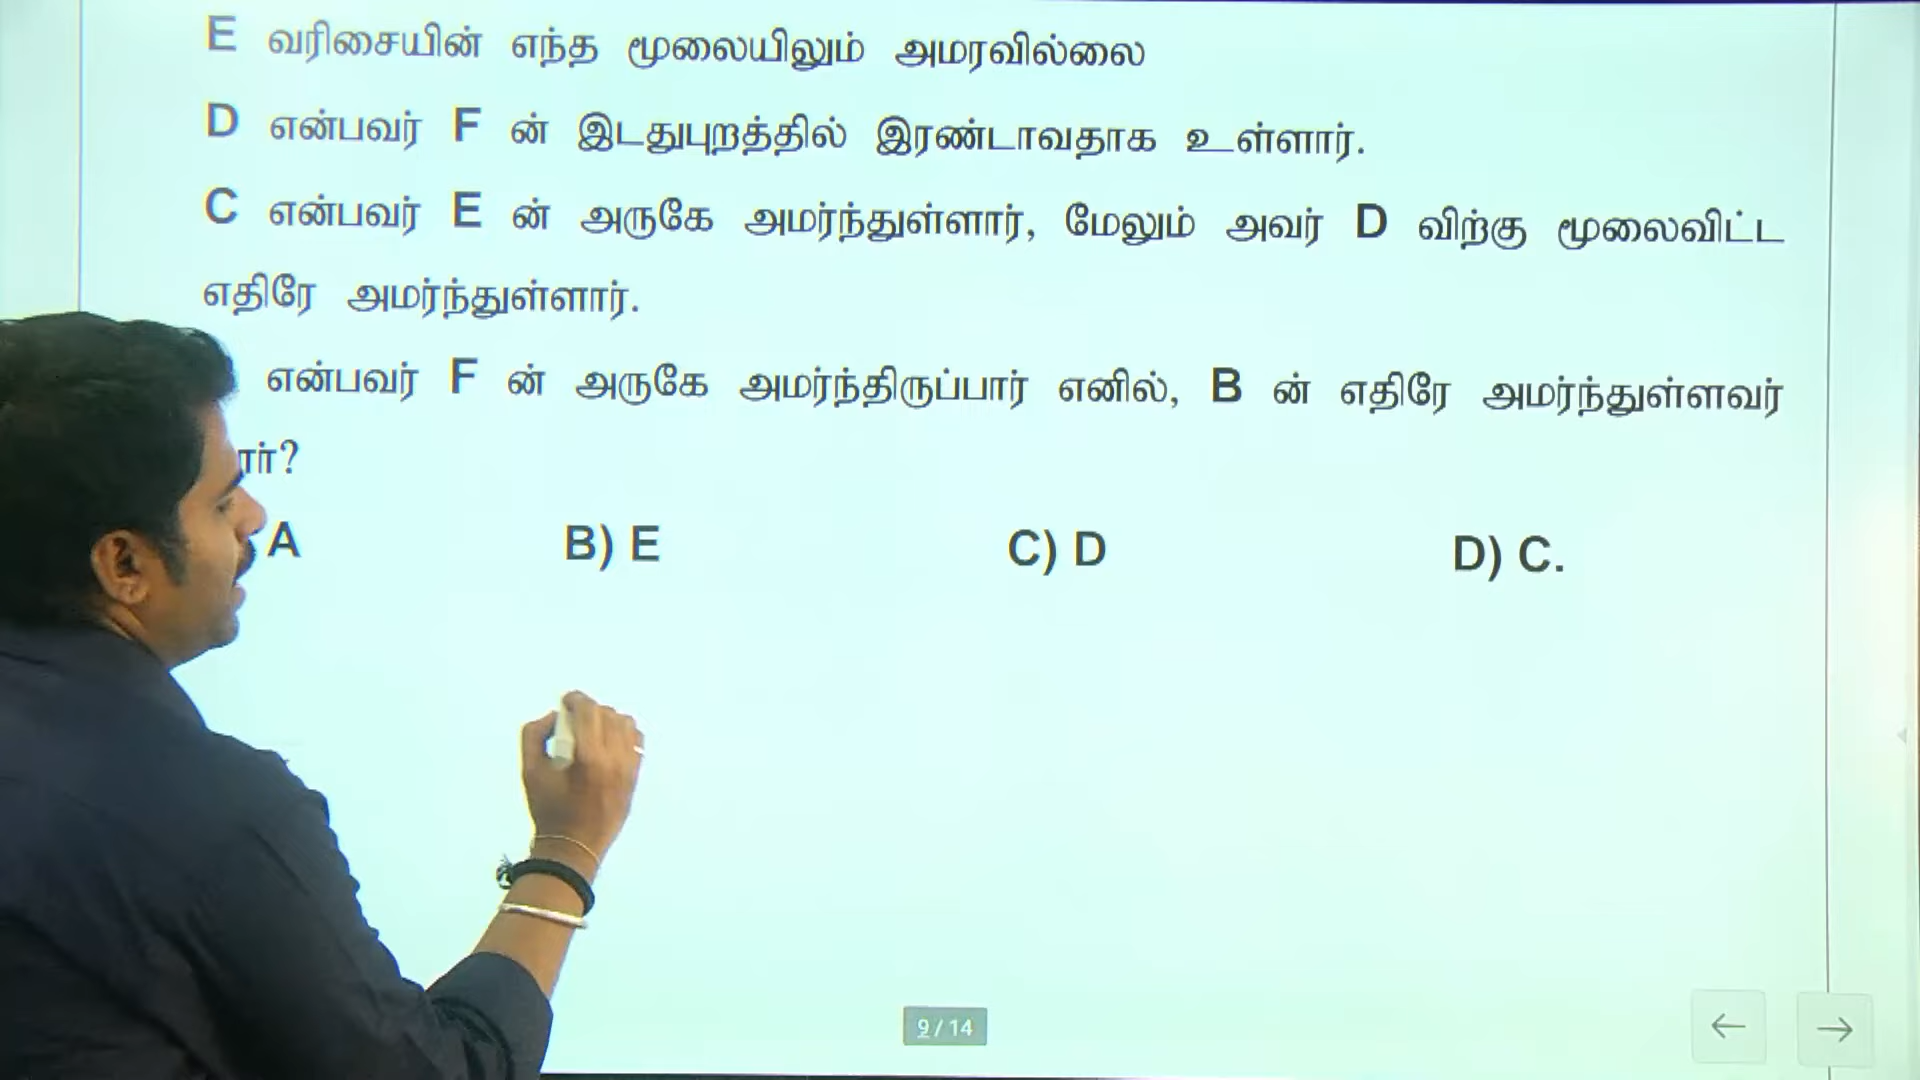 E வரிசையின் எந்த மூலையிலும் அமரவில்லை
D என்பவர் F ன் இடதுபுறத்தில் இரண்டாவதாக உள்ளார்.
C என்பவர் E ன் அருகே அமர்ந்துள்ளார், மேலும் அவர் D விற்கு மூலைவிட்ட
எதிரே அமர்ந்துள்ளார்.
என்பவர் F ன் அருகே அமர்ந்திருப்பார் எனில், B ன் எதிரே அமர்ந்துள்ளவர்
A B) E C) D D) C.
9 / 14